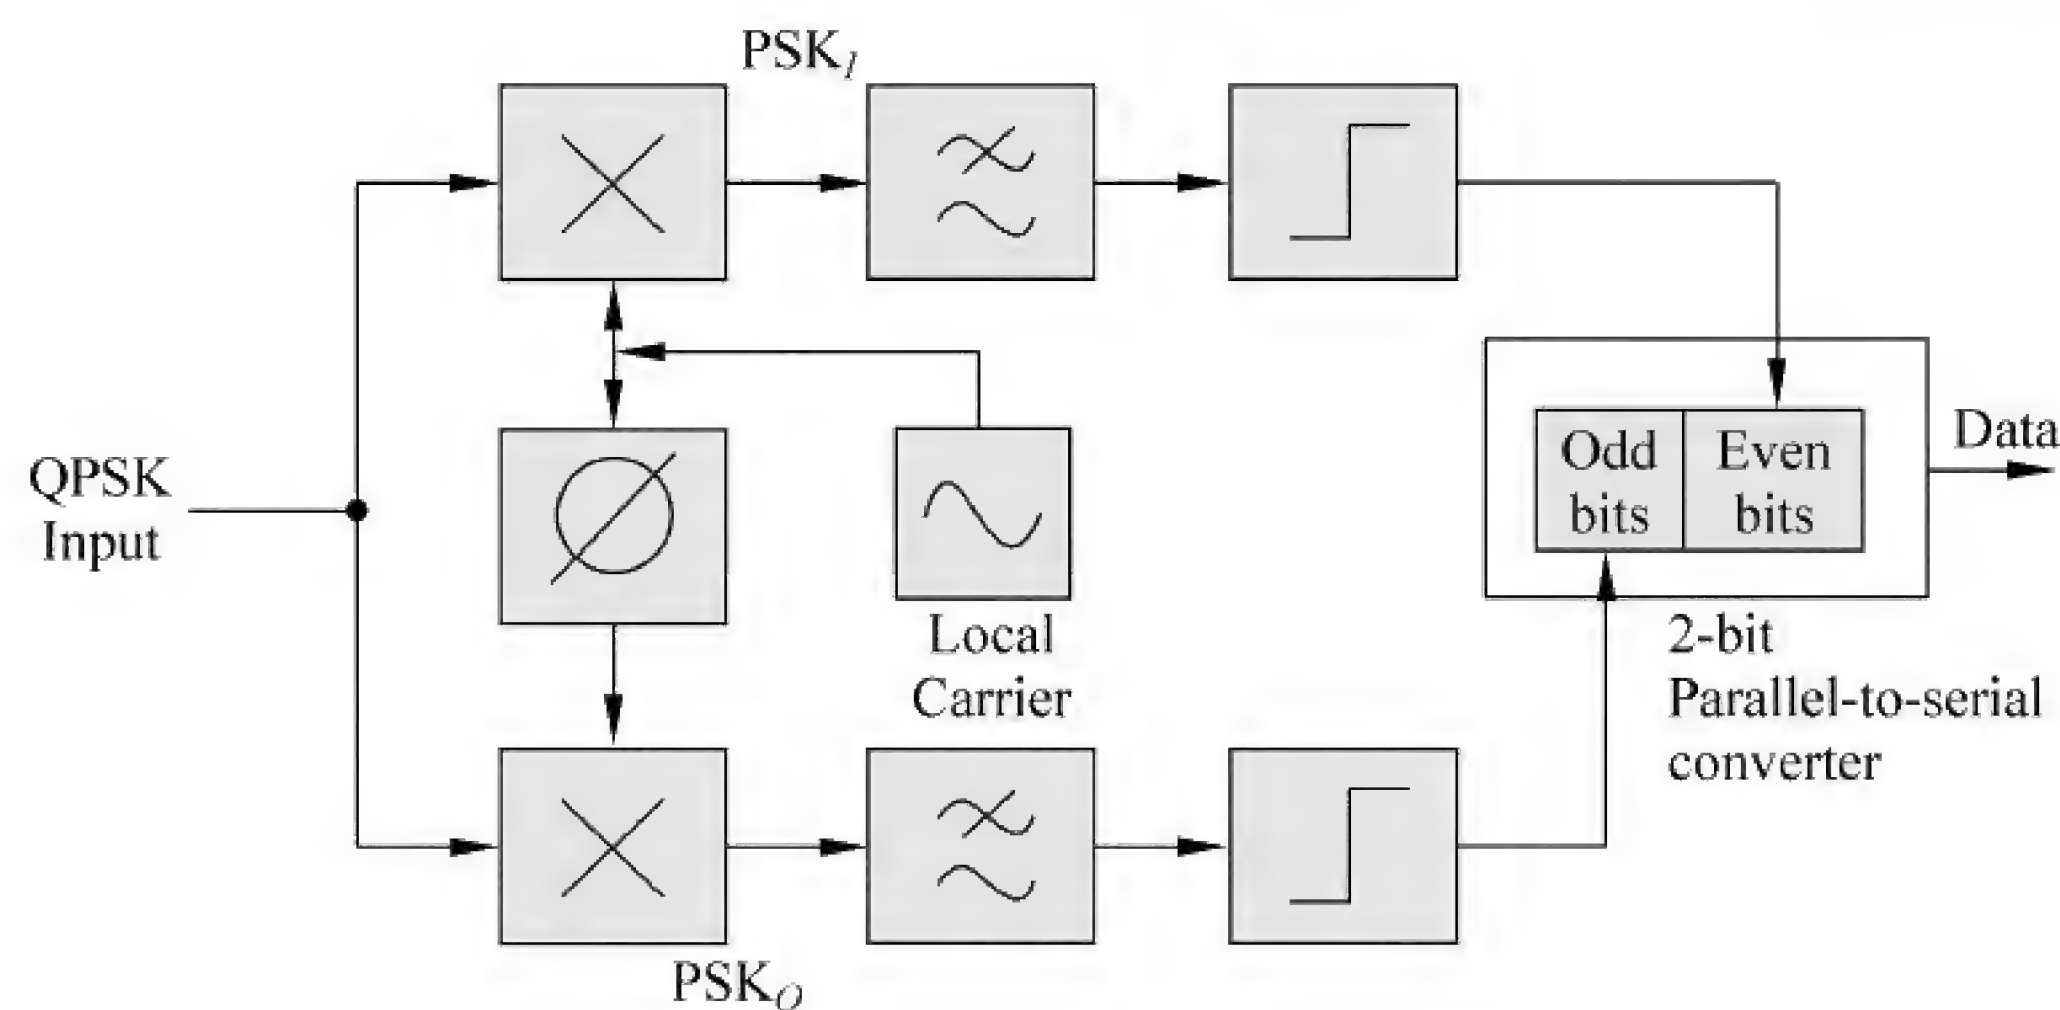 PSK_I
QPSK
Input
Local
Carrier
Odd
bits
Even
bits
Data
2-bit
Parallel-to-serial
converter
PSK_Q